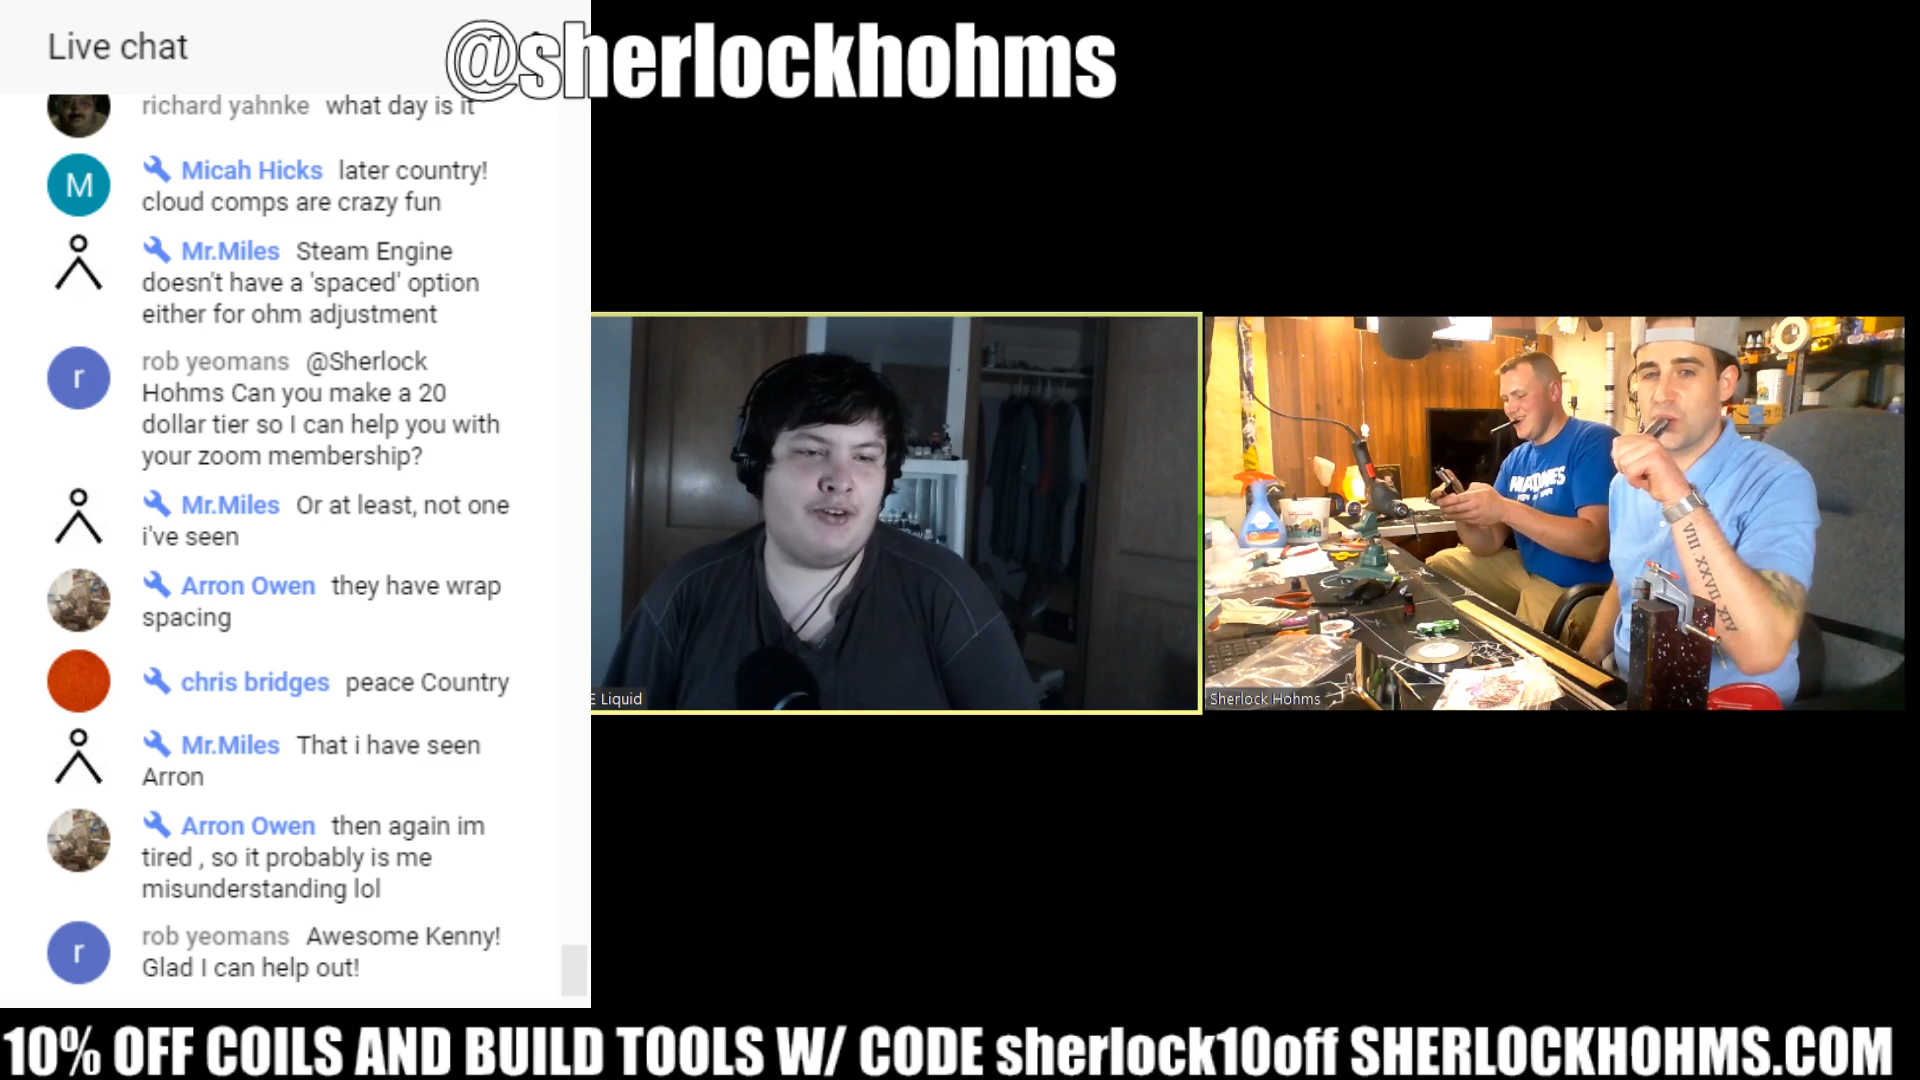 Live chat
@sherlockhohms
richard yahnke what day is it
M
Micah Hicks later country!
cloud comps are crazy fun
Mr.Miles Steam Engine
doesn't have a 'spaced' option
either for ohm adjustment
r
rob yeomans @Sherlock
Hohms Can you make a 20
dollar tier so I can help you with
your zoom membership?
Mr.Miles Or at least, not one
i've seen
Arron Owen they have wrap
spacing
chris bridges peace Country
Mr.Miles That i have seen
Arron
Arron Owen then again im
tired , so it probably is me
misunderstanding lol
r
rob yeomans Awesome Kenny!
Glad I can help out!
E Liquid
Sherlock Hohms
VIII XXVII XIV
10% OFF COILS AND BUILD TOOLS W/ CODE sherlock10off SHERLOCKHOHMS.COM